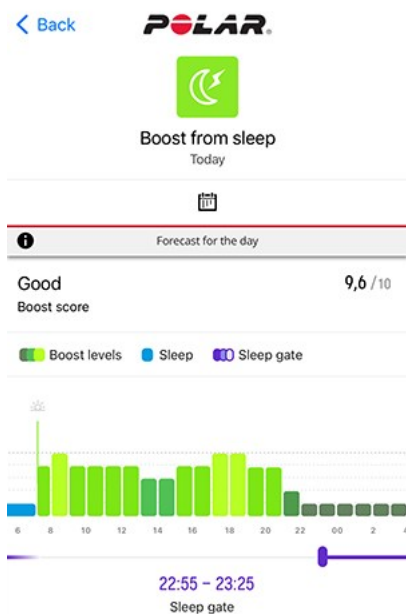 Back
POLAR
Boost from sleep
Today
Forecast for the day
Good 9,6 /10
Boost score
Boost levels Sleep Sleep gate
6 8 10 12 14 16 18 20 22 00 2 4
22:55 – 23:25
Sleep gate